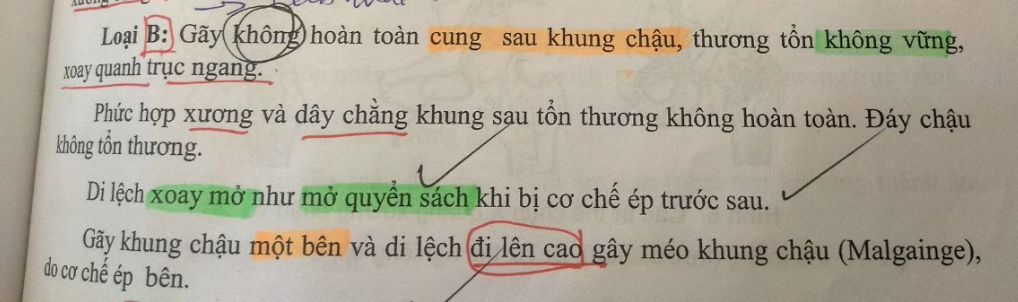 Loại B: Gãy không hoàn toàn cung sau khung chậu, thương tổn không vững,
xoay quanh trục ngang.
Phức hợp xương và dây chằng khung sau tổn thương không hoàn toàn. Đáy chậu
không tổn thương.
Di lệch xoay mở như mở quyển sách khi bị cơ chế ép trước sau.
Gãy khung chậu một bên và di lệch đi lên cao gây méo khung chậu (Malgainge),
do cơ chế ép bên.